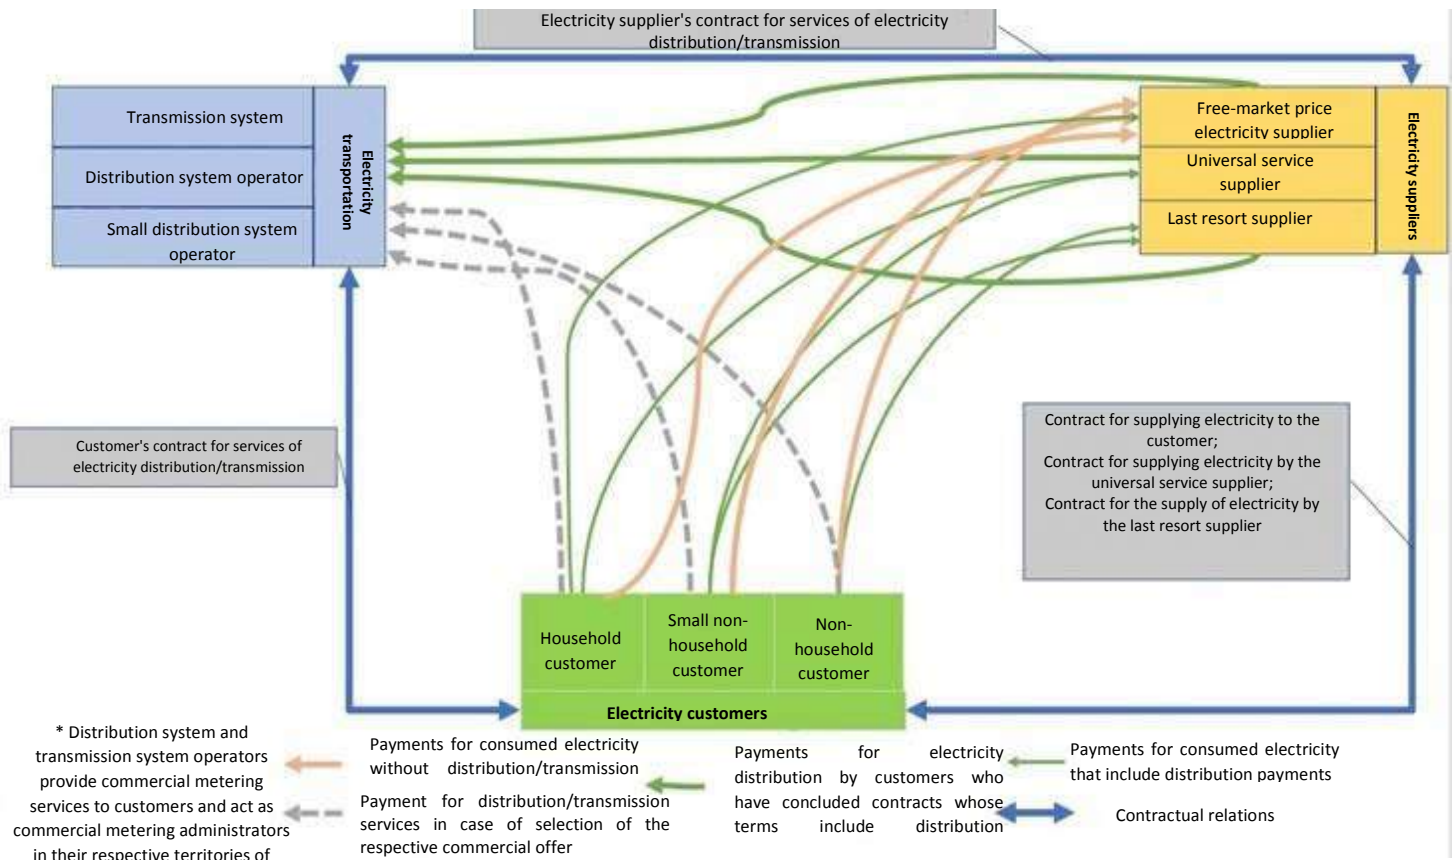 Electricity supplier's contract for services of electricity
distribution/transmission
Transmission system
Distribution system operator
Small distribution system
operator
Electricity
transportation
Free-market price
electricity supplier
Universal service
supplier
Last resort supplier
Electricity suppliers
Customer's contract for services of
electricity distribution/transmission
Contract for supplying electricity to the
customer;
Contract for supplying electricity by the
universal service supplier;
Contract for the supply of electricity by
the last resort supplier
Household
customer
Small non-
household
customer
Non-
household
customer
Electricity customers
* Distribution system and
transmission system operators
provide commercial metering
services to customers and act as
commercial metering administrators
in their respective territories of
Payments for consumed electricity
without distribution/transmission
Payment for distribution/transmission
services in case of selection of the
respective commercial offer
Payments for electricity
distribution by customers who
have concluded contracts whose
terms include distribution
Payments for consumed electricity
that include distribution payments
Contractual relations